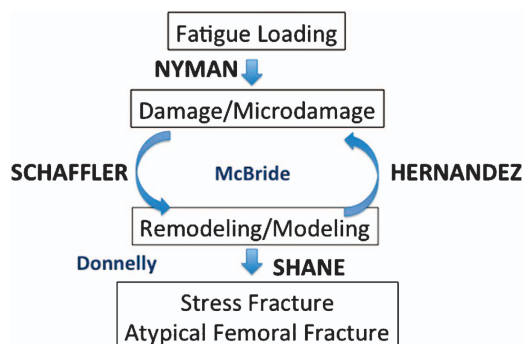 Fatigue Loading
NYMAN
Damage/Microdamage
SCHAFFLER
McBride
HERNANDEZ
Remodeling/Modeling
Donnelly
SHANE
Stress Fracture
Atypical Femoral Fracture